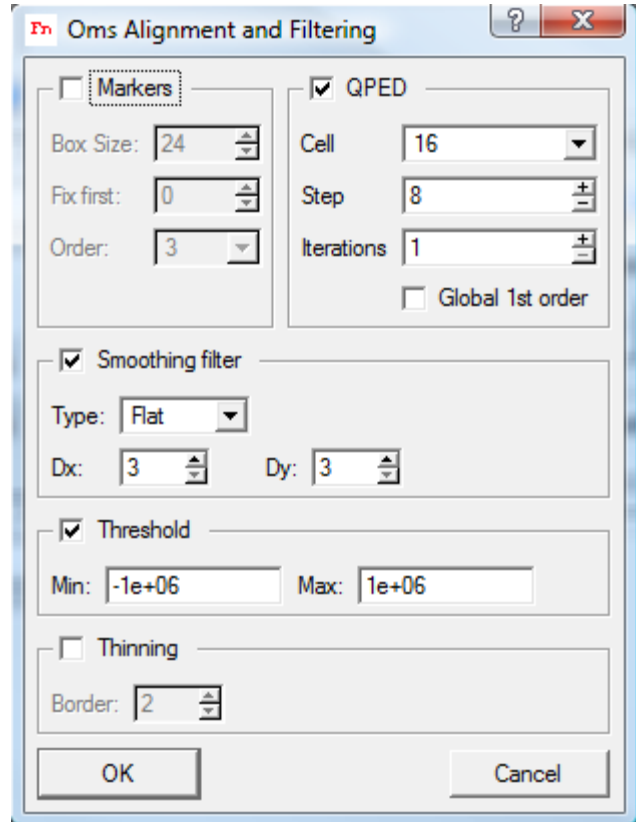 Fn Oms Alignment and Filtering ? X
Markers
Box Size: 24
Fix first: 0
Order: 3
QPED
Cell 16
Step 8
Iterations 1
Global 1st order
Smoothing filter
Type: Flat
Dx: 3 Dy: 3
Threshold
Min: -1e+06 Max: 1e+06
Thinning
Border: 2
OK Cancel